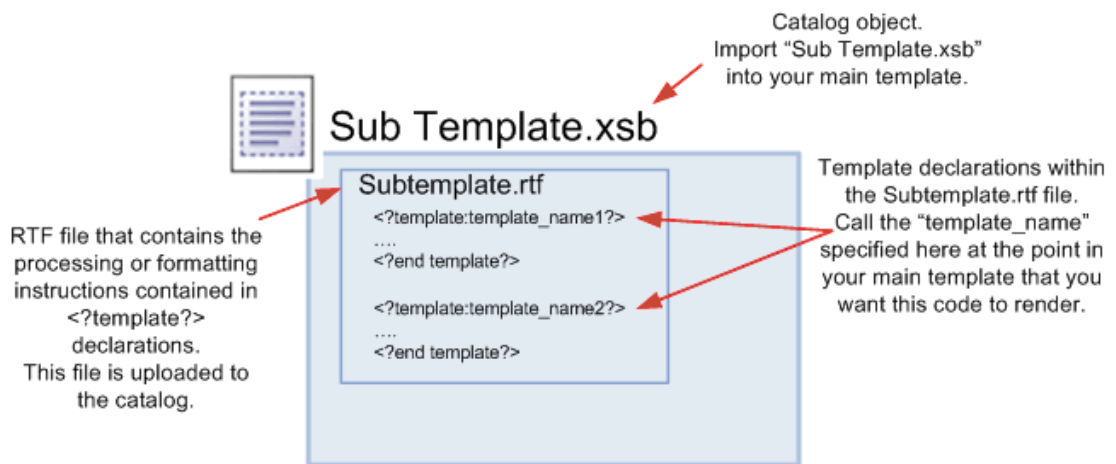 Catalog object.
Import “Sub Template.xsb”
into your main template.
Sub Template.xsb
Subtemplate.rtf
<?template:template_name1?>
....
<?end template?>
<?template:template_name2?>
....
<?end template?>
RTF file that contains the
processing or formatting
instructions contained in
<?template?>
declarations.
This file is uploaded to
the catalog.
Template declarations within
the Subtemplate.rtf file.
Call the “template_name”
specified here at the point in
your main template that you
want this code to render.